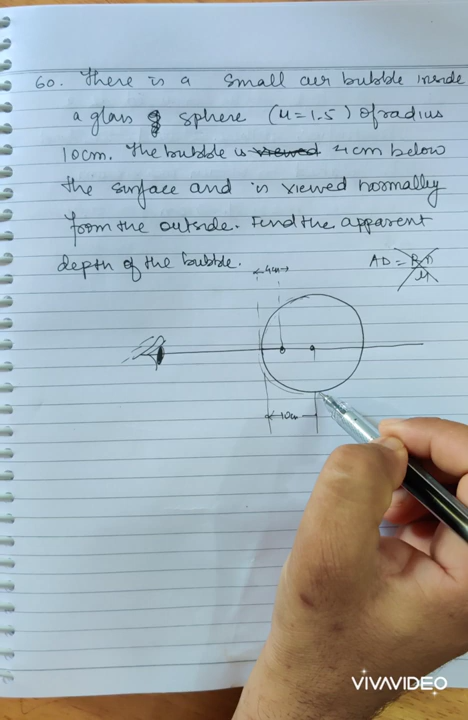 60. There is a small air bubble inside
a glass sphere (μ=1.5) of radius
10cm. The bubble is viewed 4cm below
the surface and is viewed normally
from the outside. Find the apparent
depth of the bubble.
4cm
AD = RD/μ
10cm
VIVAVIDEO